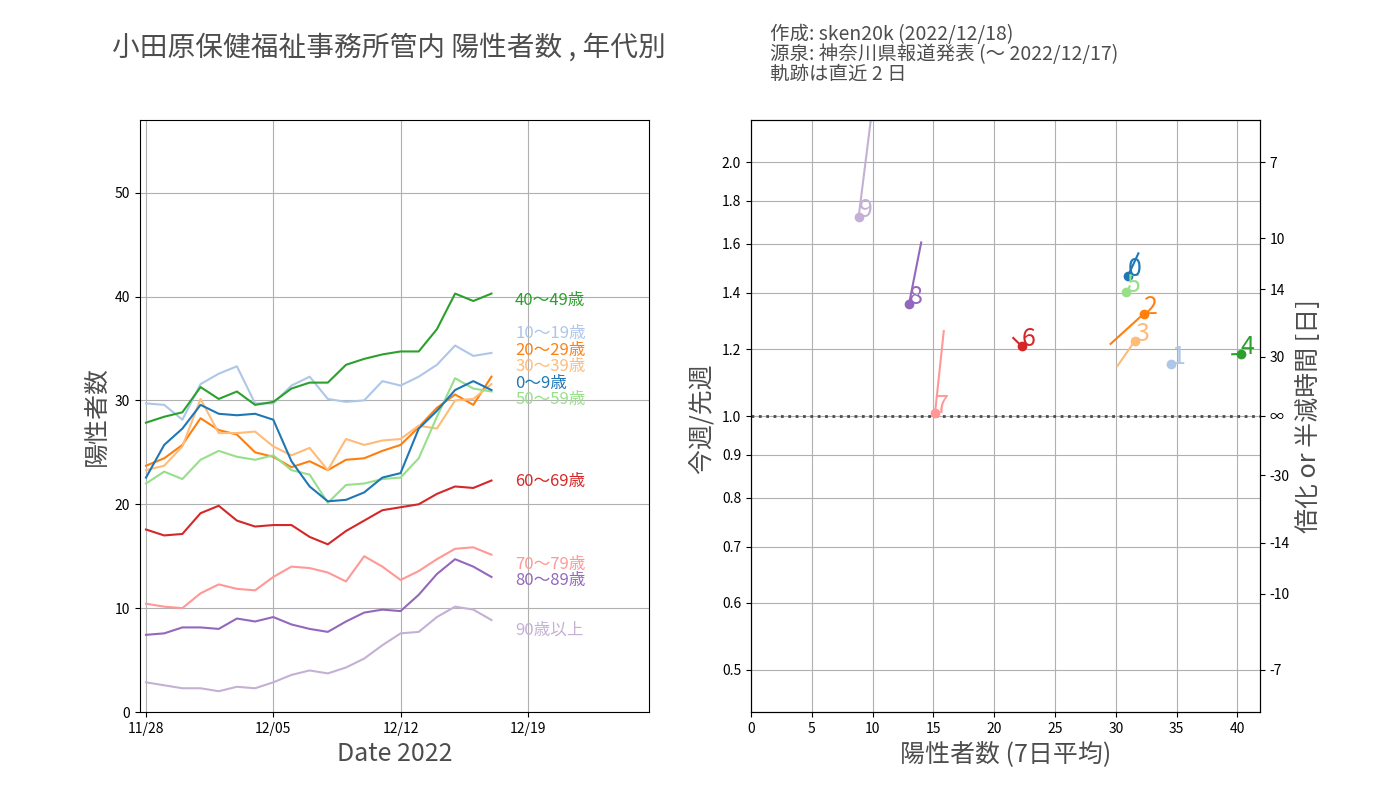 小田原保健福祉事務所管内 陽性者数 , 年代別
作成: sken20k (2022/12/18)
源泉: 神奈川県報道発表 (〜 2022/12/17)
軌跡は直近 2 日
陽性者数
50
40
30
20
10
0
40〜49歳
10〜19歳
20〜29歳
30〜39歳
0〜9歳
50〜59歳
60〜69歳
70〜79歳
80〜89歳
90歳以上
11/28
12/05
12/12
12/19
Date 2022
今週/先週
2.0
1.8
1.6
1.4
1.2
1.0
0.9
0.8
0.7
0.6
0.5
9
8
0
5
2
3
6
1
4
7
7
10
14
30
∞
-30
-14
-10
-7
倍化 or 半減時間 [日]
0
5
10
15
20
25
30
35
40
陽性者数 (7日平均)